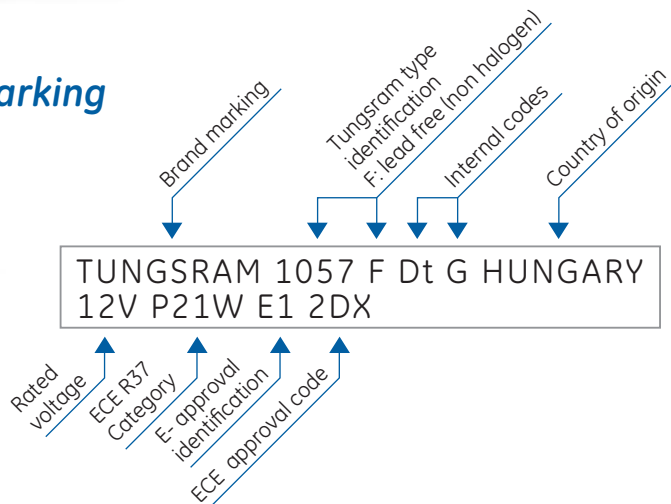 arking
Brand marking
Tungsram type
identification
F: lead free (non halogen)
Internal codes
Country of origin
TUNGSRAM 1057 F Dt G HUNGARY
12V P21W E1 2DX
Rated
voltage
ECE R37
Category
E- approval
identification
ECE approval code